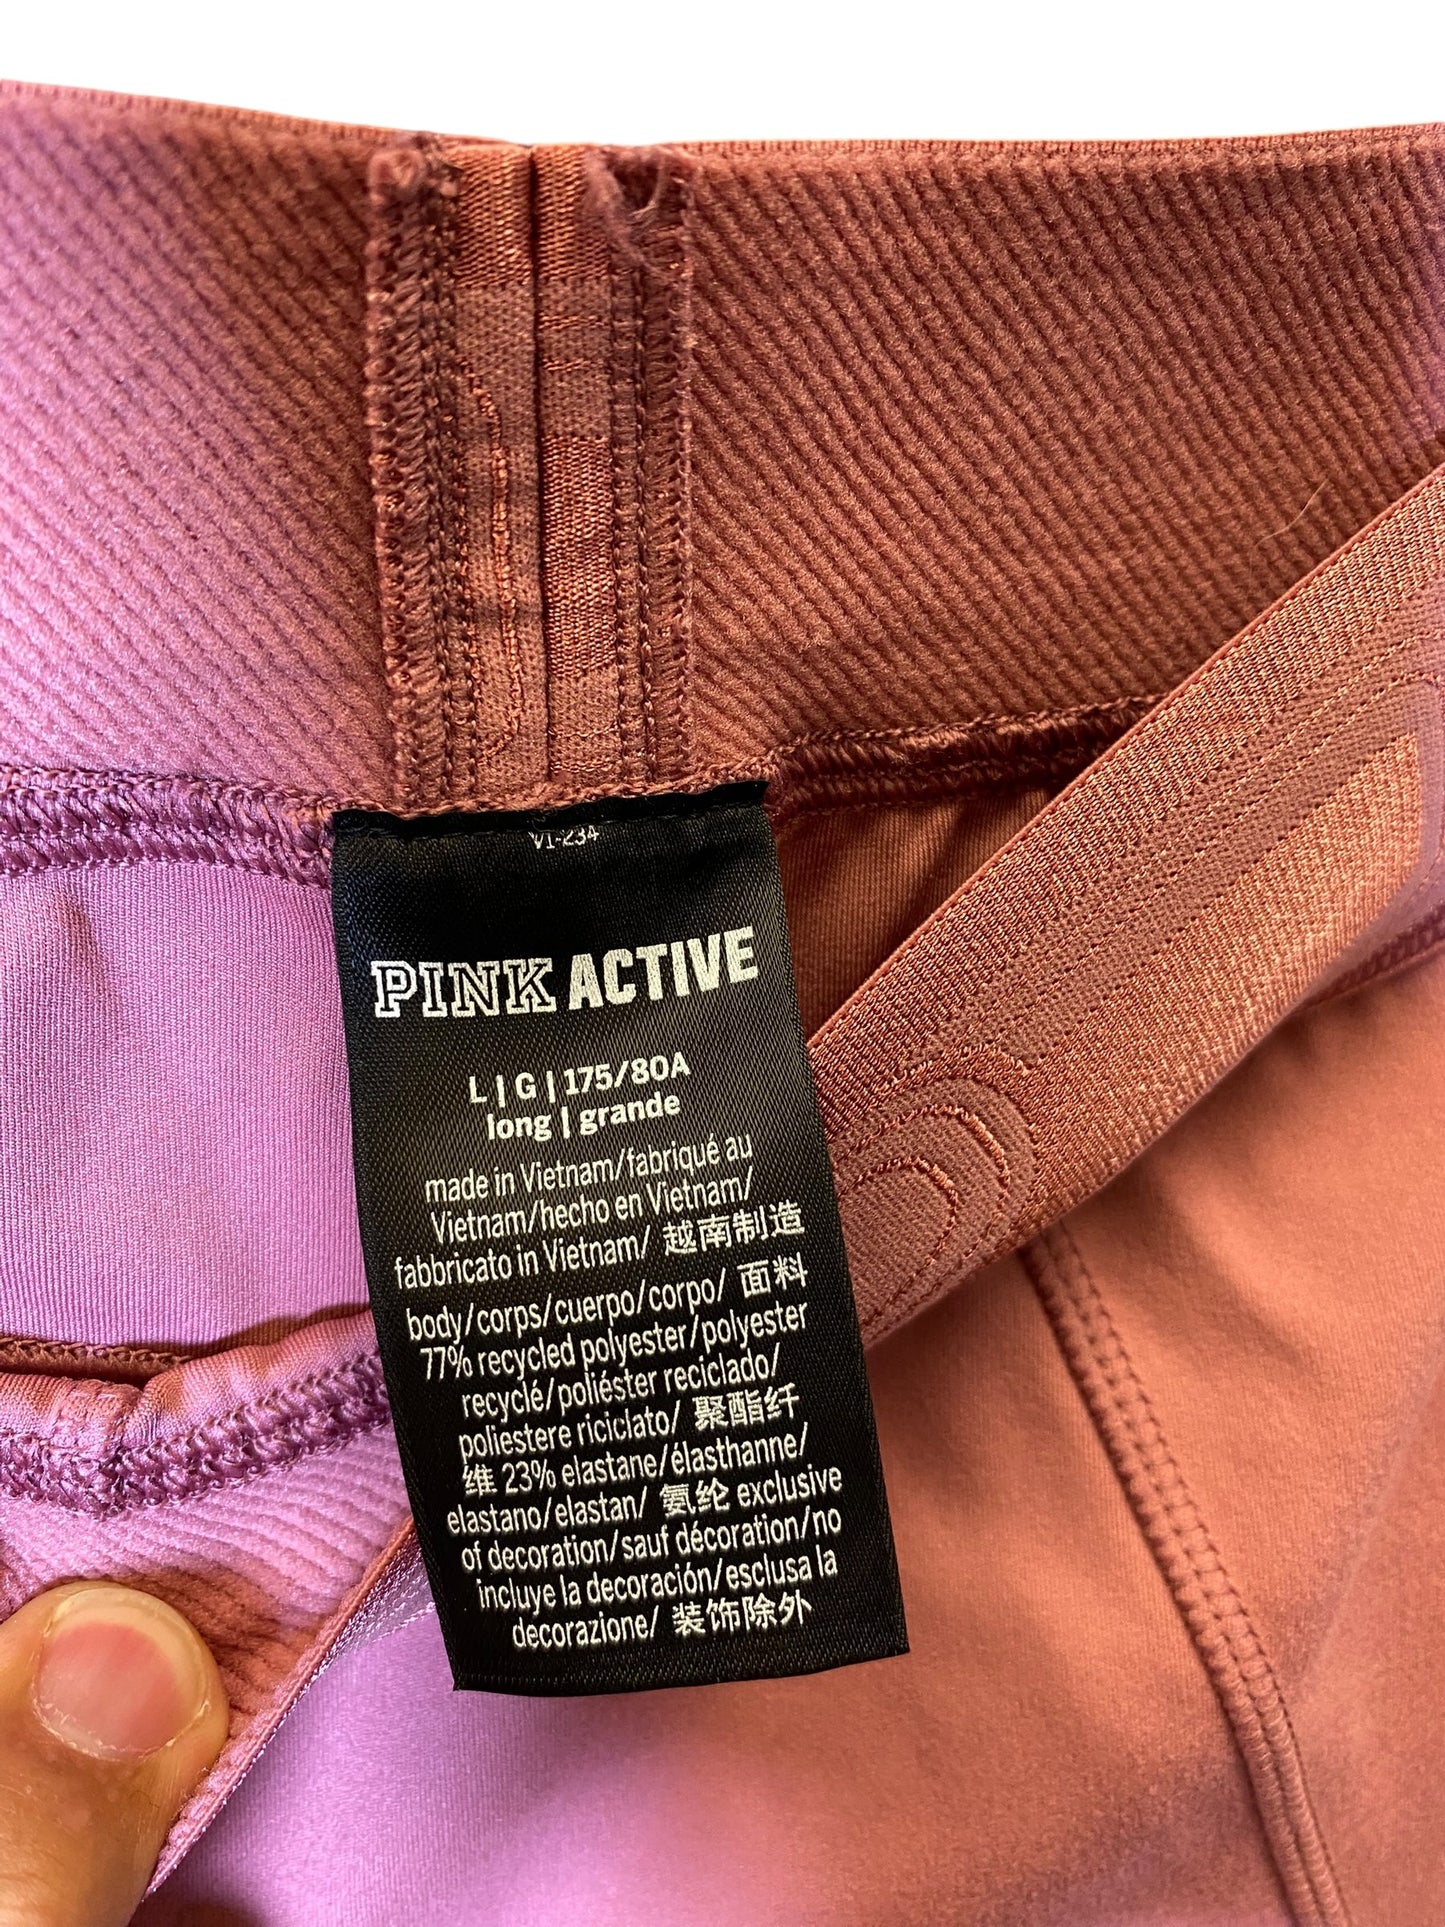 VI-234
PINK ACTIVE
L | G | 175/80A
long | grande
made in Vietnam/fabriqué au
Vietnam/hecho en Vietnam/
fabbricato in Vietnam/ 越南制造
body/corps/cuerpo/corpo/ 面料
77% recycled polyester/polyester
recyclé/poliéster reciclado/
poliestere riciclato/ 聚酯纤
维 23% elastane/élasthanne/
elastano/elastan/ 氨纶 exclusive
of decoration/sauf décoration/no
incluye la decoración/esclusa la
decorazione/ 装饰除外